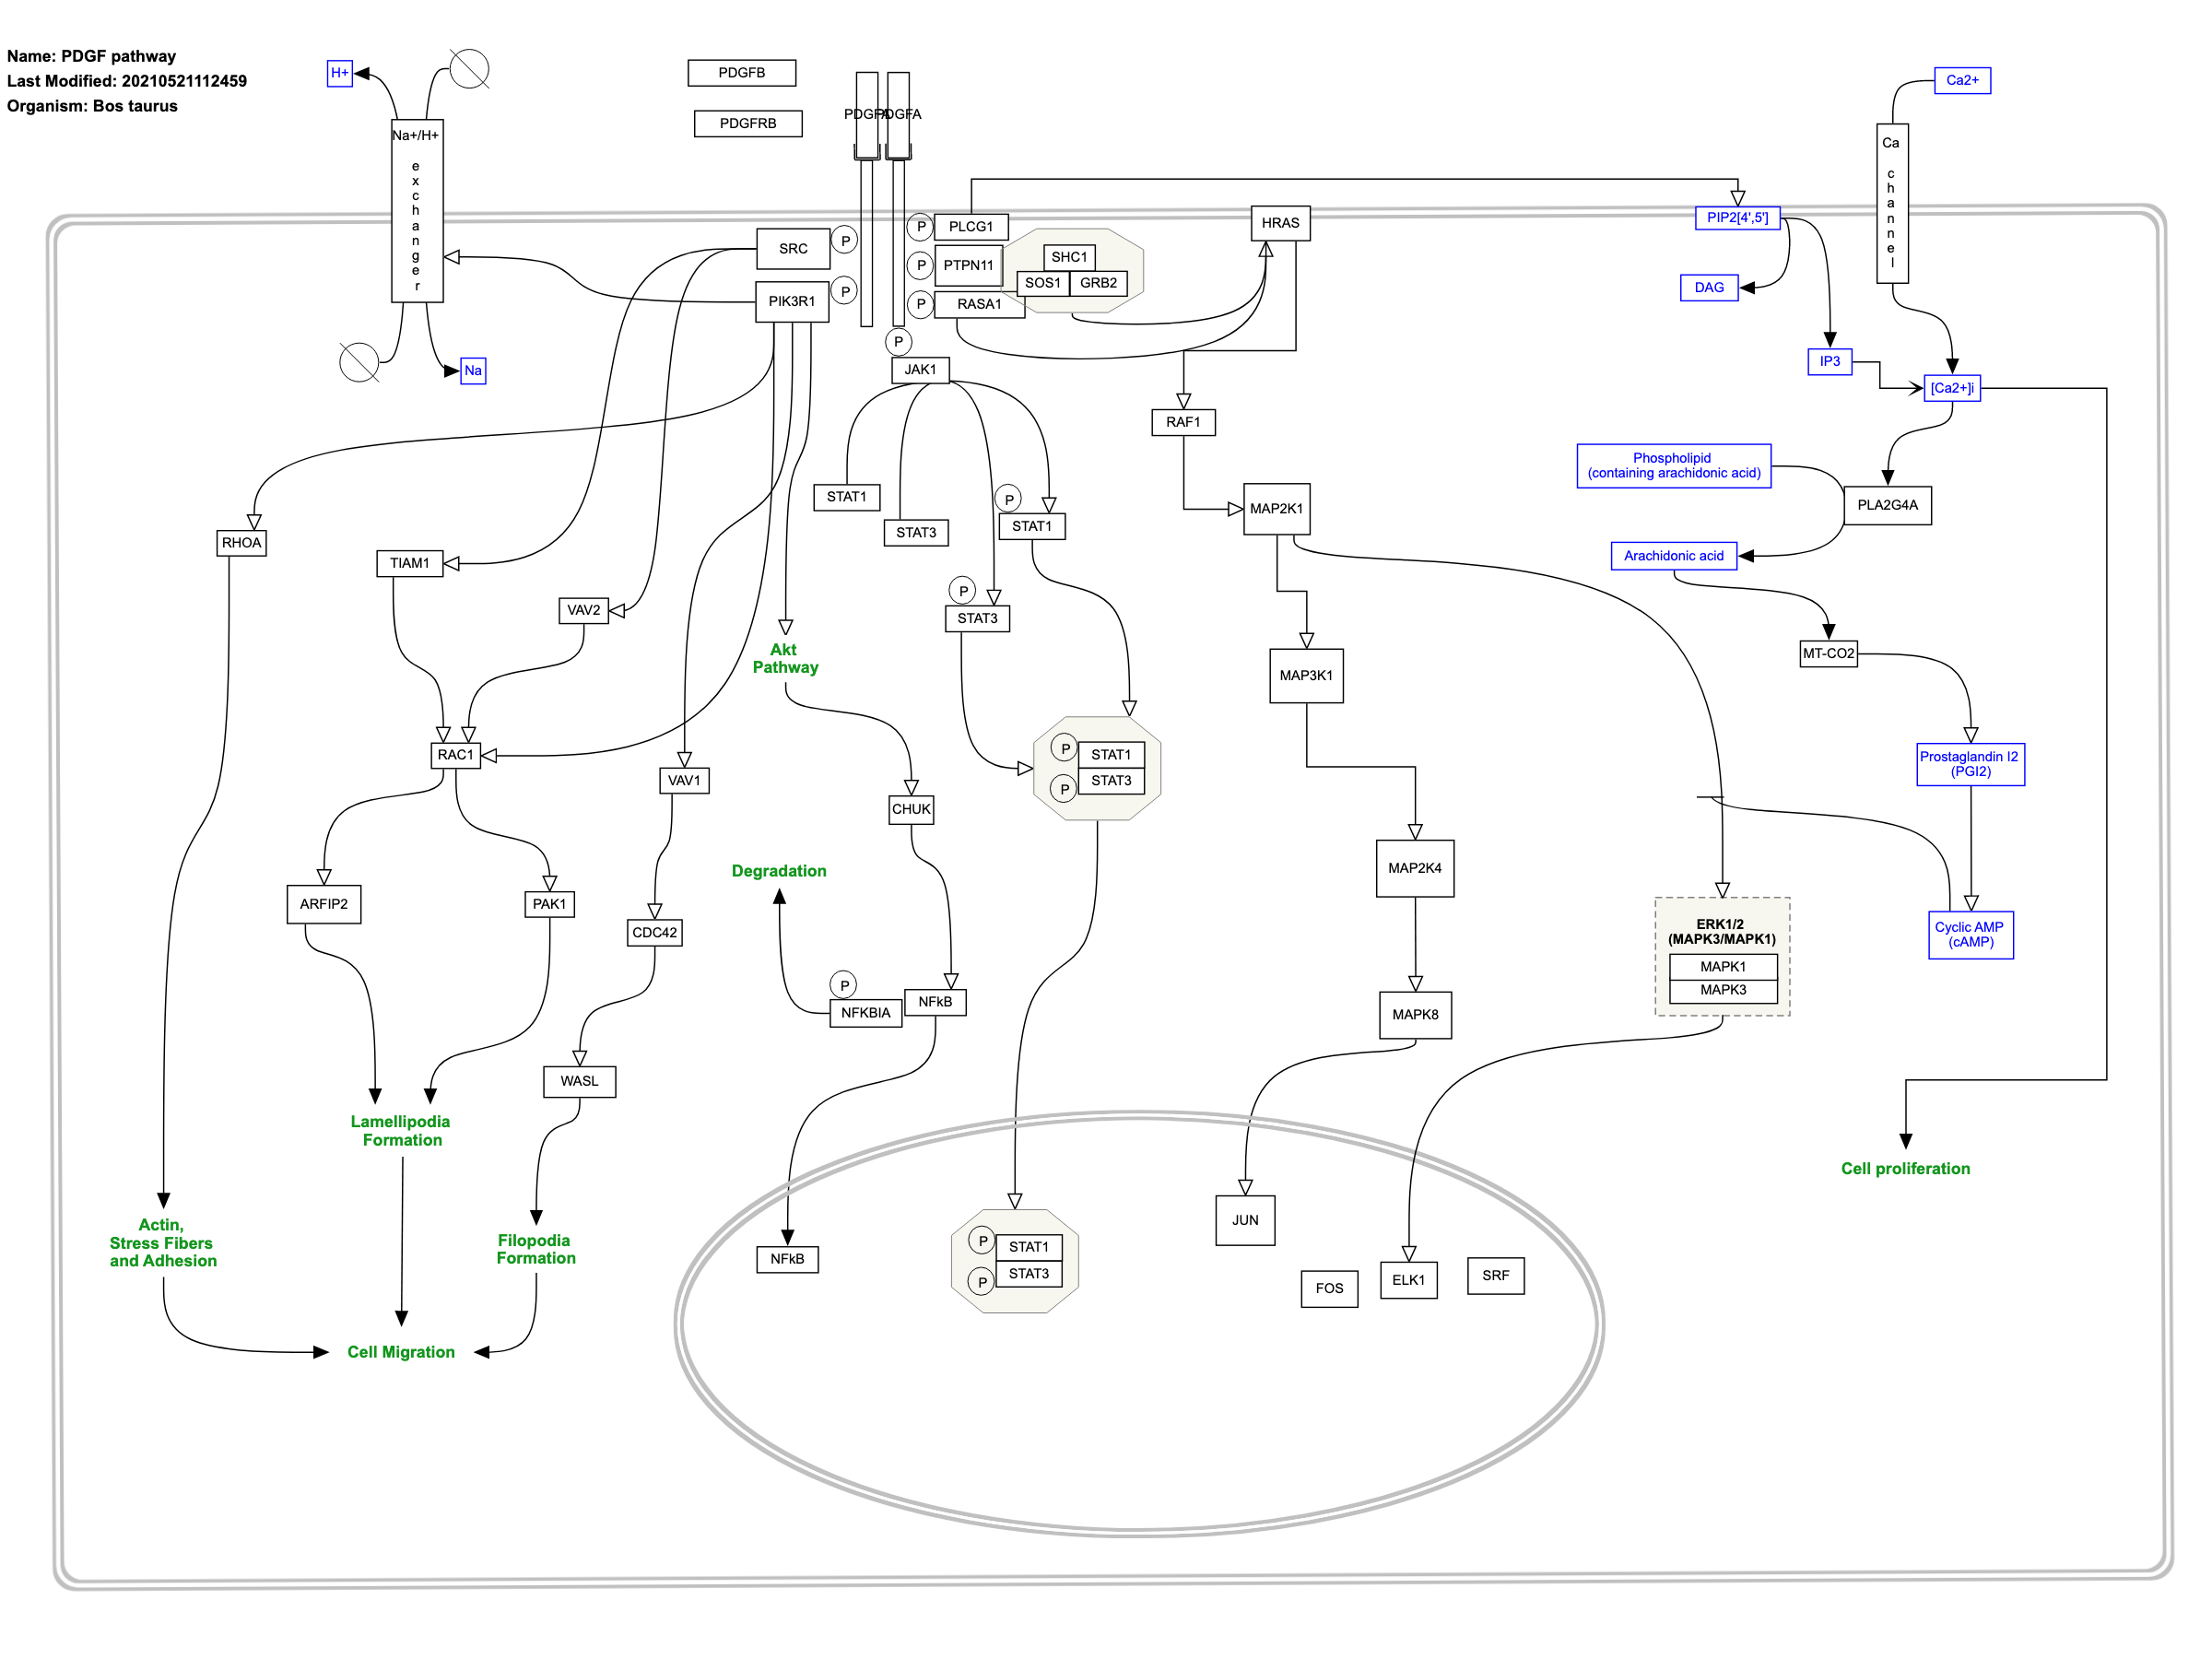 Name: PDGF pathway
Last Modified: 20210521112459
Organism: Bos taurus
H+
Na+/H+
exchanger
Na
PDGFB
PDGFRB
PDGFA
PDGFA
Ca2+
Ca
channel
SRC
P
PIK3R1
P
P
PLCG1
P
PTPN11
P
RASA1
SHC1
SOS1
GRB2
HRAS
PIP2[4',5']
DAG
IP3
[Ca2+]i
P
JAK1
RAF1
Phospholipid
(containing arachidonic acid)
PLA2G4A
Arachidonic acid
STAT1
STAT3
P
STAT1
P
STAT3
MAP2K1
RHOA
TIAM1
VAV2
Akt
Pathway
MAP3K1
MT-CO2
RAC1
VAV1
CHUK
P
STAT1
P
STAT3
Prostaglandin I2
(PGI2)
MAP2K4
Degradation
ARFIP2
PAK1
CDC42
ERK1/2
(MAPK3/MAPK1)
MAPK1
MAPK3
Cyclic AMP
(cAMP)
P
NFKBIA
NFkB
MAPK8
WASL
Lamellipodia
Formation
Cell proliferation
Actin,
Stress Fibers
and Adhesion
Filopodia
Formation
NFkB
P
STAT1
P
STAT3
JUN
FOS
ELK1
SRF
Cell Migration